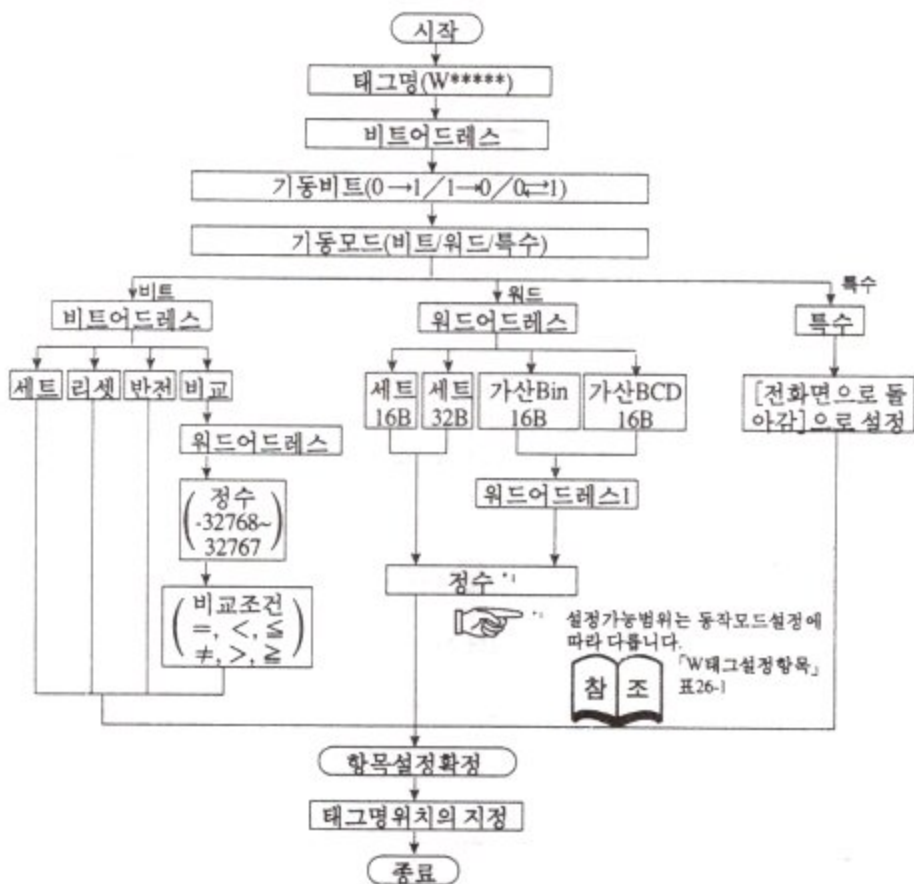 시작
태그명(W*****)
비트어드레스
기동비트(0→1/1→0/0⇄1)
기동모드(비트/워드/특수)
비트
비트어드레스
세트
리셋
반전
비교
워드어드레스
정수
-32768~
32767
비교조건
=, <, ≦
≠, >, ≧
워드
워드어드레스
세트
16B
세트
32B
가산Bin
16B
가산BCD
16B
워드어드레스1
정수 *1
특수
특수
[전화면으로 돌
아감]으로 설정
*1
설정가능범위는 동작모드설정에
따라 다릅니다.
참 조
「W태그설정항목」
표26-1
항목설정확정
태그명위치의 지정
종료